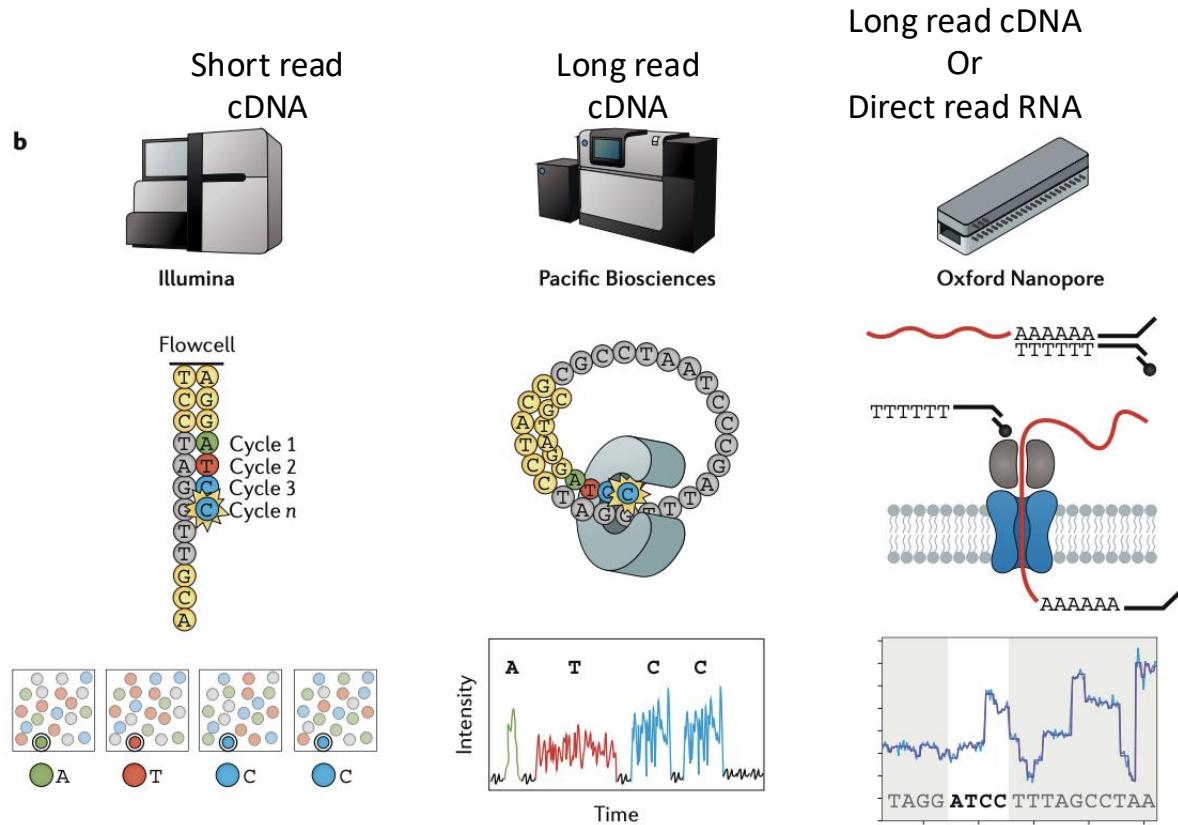 Short read
cDNA
Long read
cDNA
Long read cDNA
Or
Direct read RNA
b
Illumina
Pacific Biosciences
Oxford Nanopore
Flowcell
T A
C G
C G
T A Cycle 1
A T Cycle 2
G C Cycle 3
G C Cycle n
T
T
G
C
A
A
T
C
C
CGCCTAATCCCGATTTTGGATCCTACGCGTAGGATCC
AAAAAA
TTTTTT
TTTTTT
AAAAAA
Intensity
A T C C
Time
TAGG ATCC TTTAGCCTAA